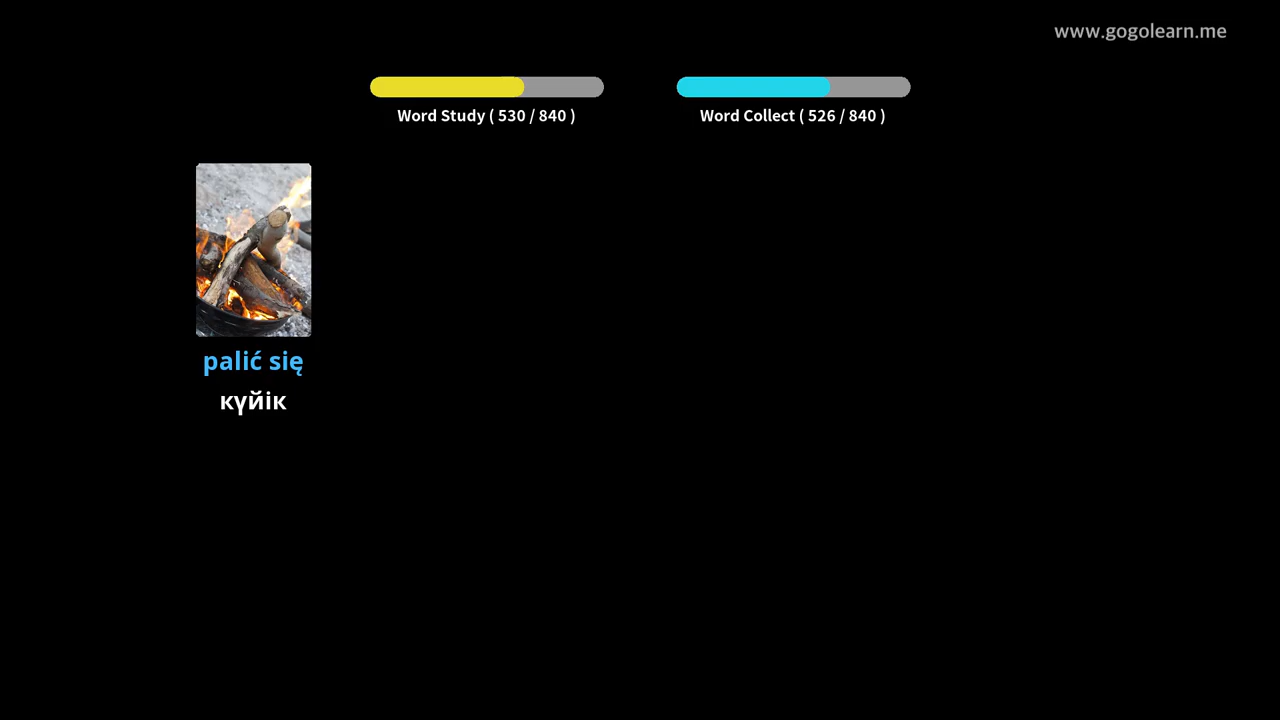 www.gogolearn.me
Word Study ( 530 / 840 )
Word Collect ( 526 / 840 )
palić się
күйік